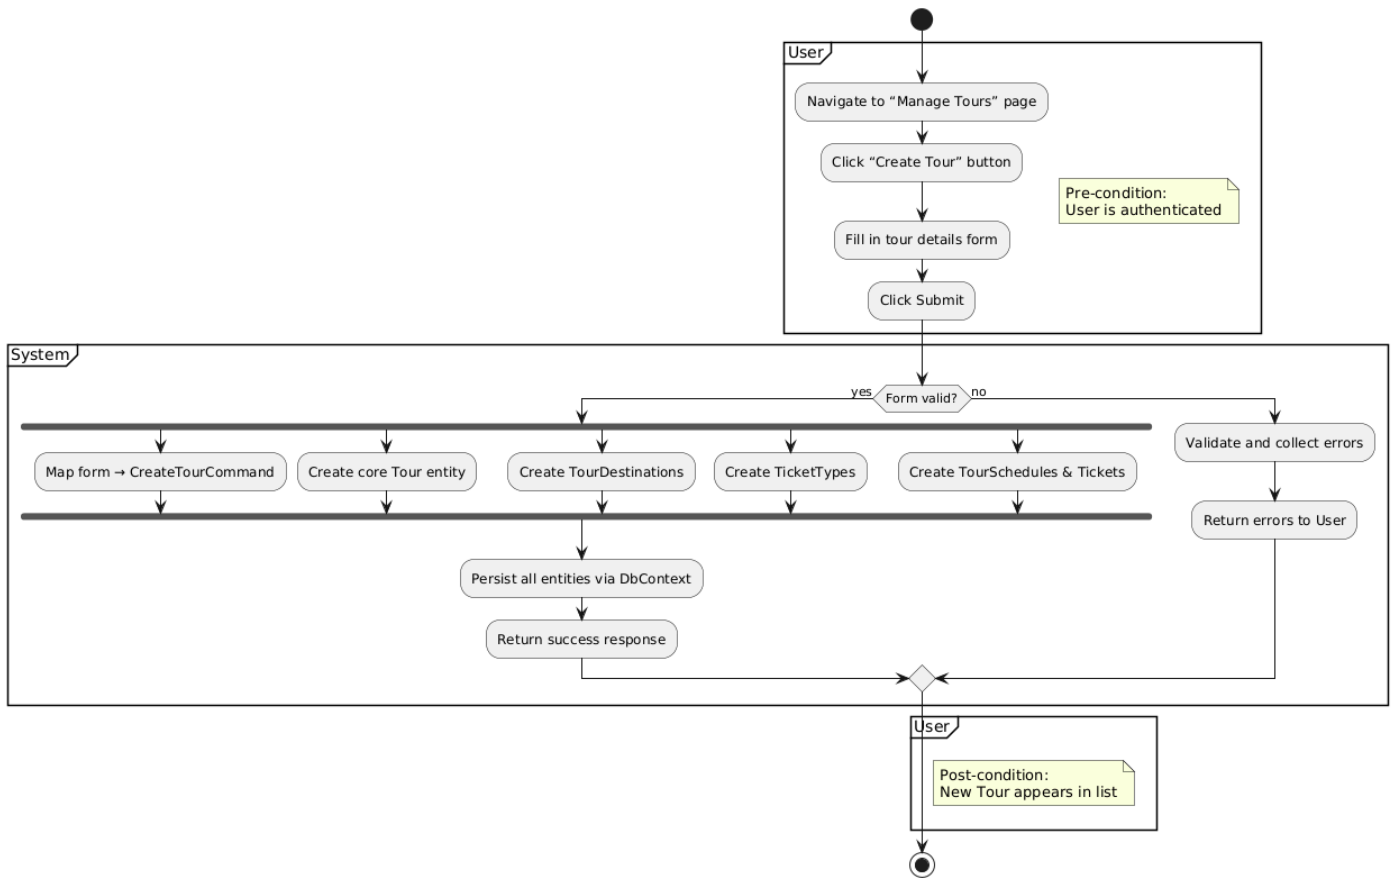 User
Navigate to “Manage Tours” page
Click “Create Tour” button
Pre-condition:
User is authenticated
Fill in tour details form
Click Submit
System
yes
Form valid?
no
Map form → CreateTourCommand
Create core Tour entity
Create TourDestinations
Create TicketTypes
Create TourSchedules & Tickets
Validate and collect errors
Return errors to User
Persist all entities via DbContext
Return success response
User
Post-condition:
New Tour appears in list